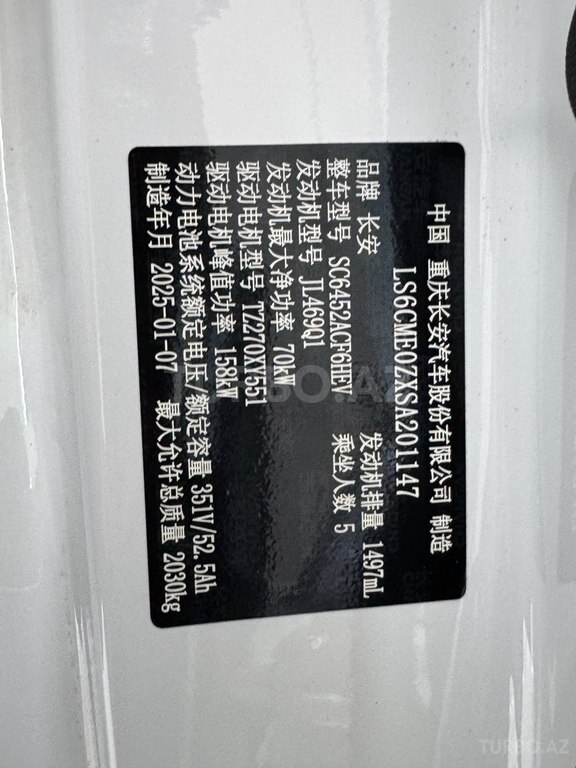 中国 重庆长安汽车股份有限公司 制造
LS6CME0ZXSA201147
品牌 长安 发动机排量 1497mL
整车型号 SC6452ACF6HEV 乘坐人数 5
发动机型号 JL469Q1
发动机最大净功率 70kW
驱动电机型号 TZ270XY551
驱动电机峰值功率 158kW
动力电池系统额定电压/额定容量 351V/52.5Ah
制造年月 2025-01-07 最大允许总质量 2030kg
TURBO.AZ
TURBO.AZ